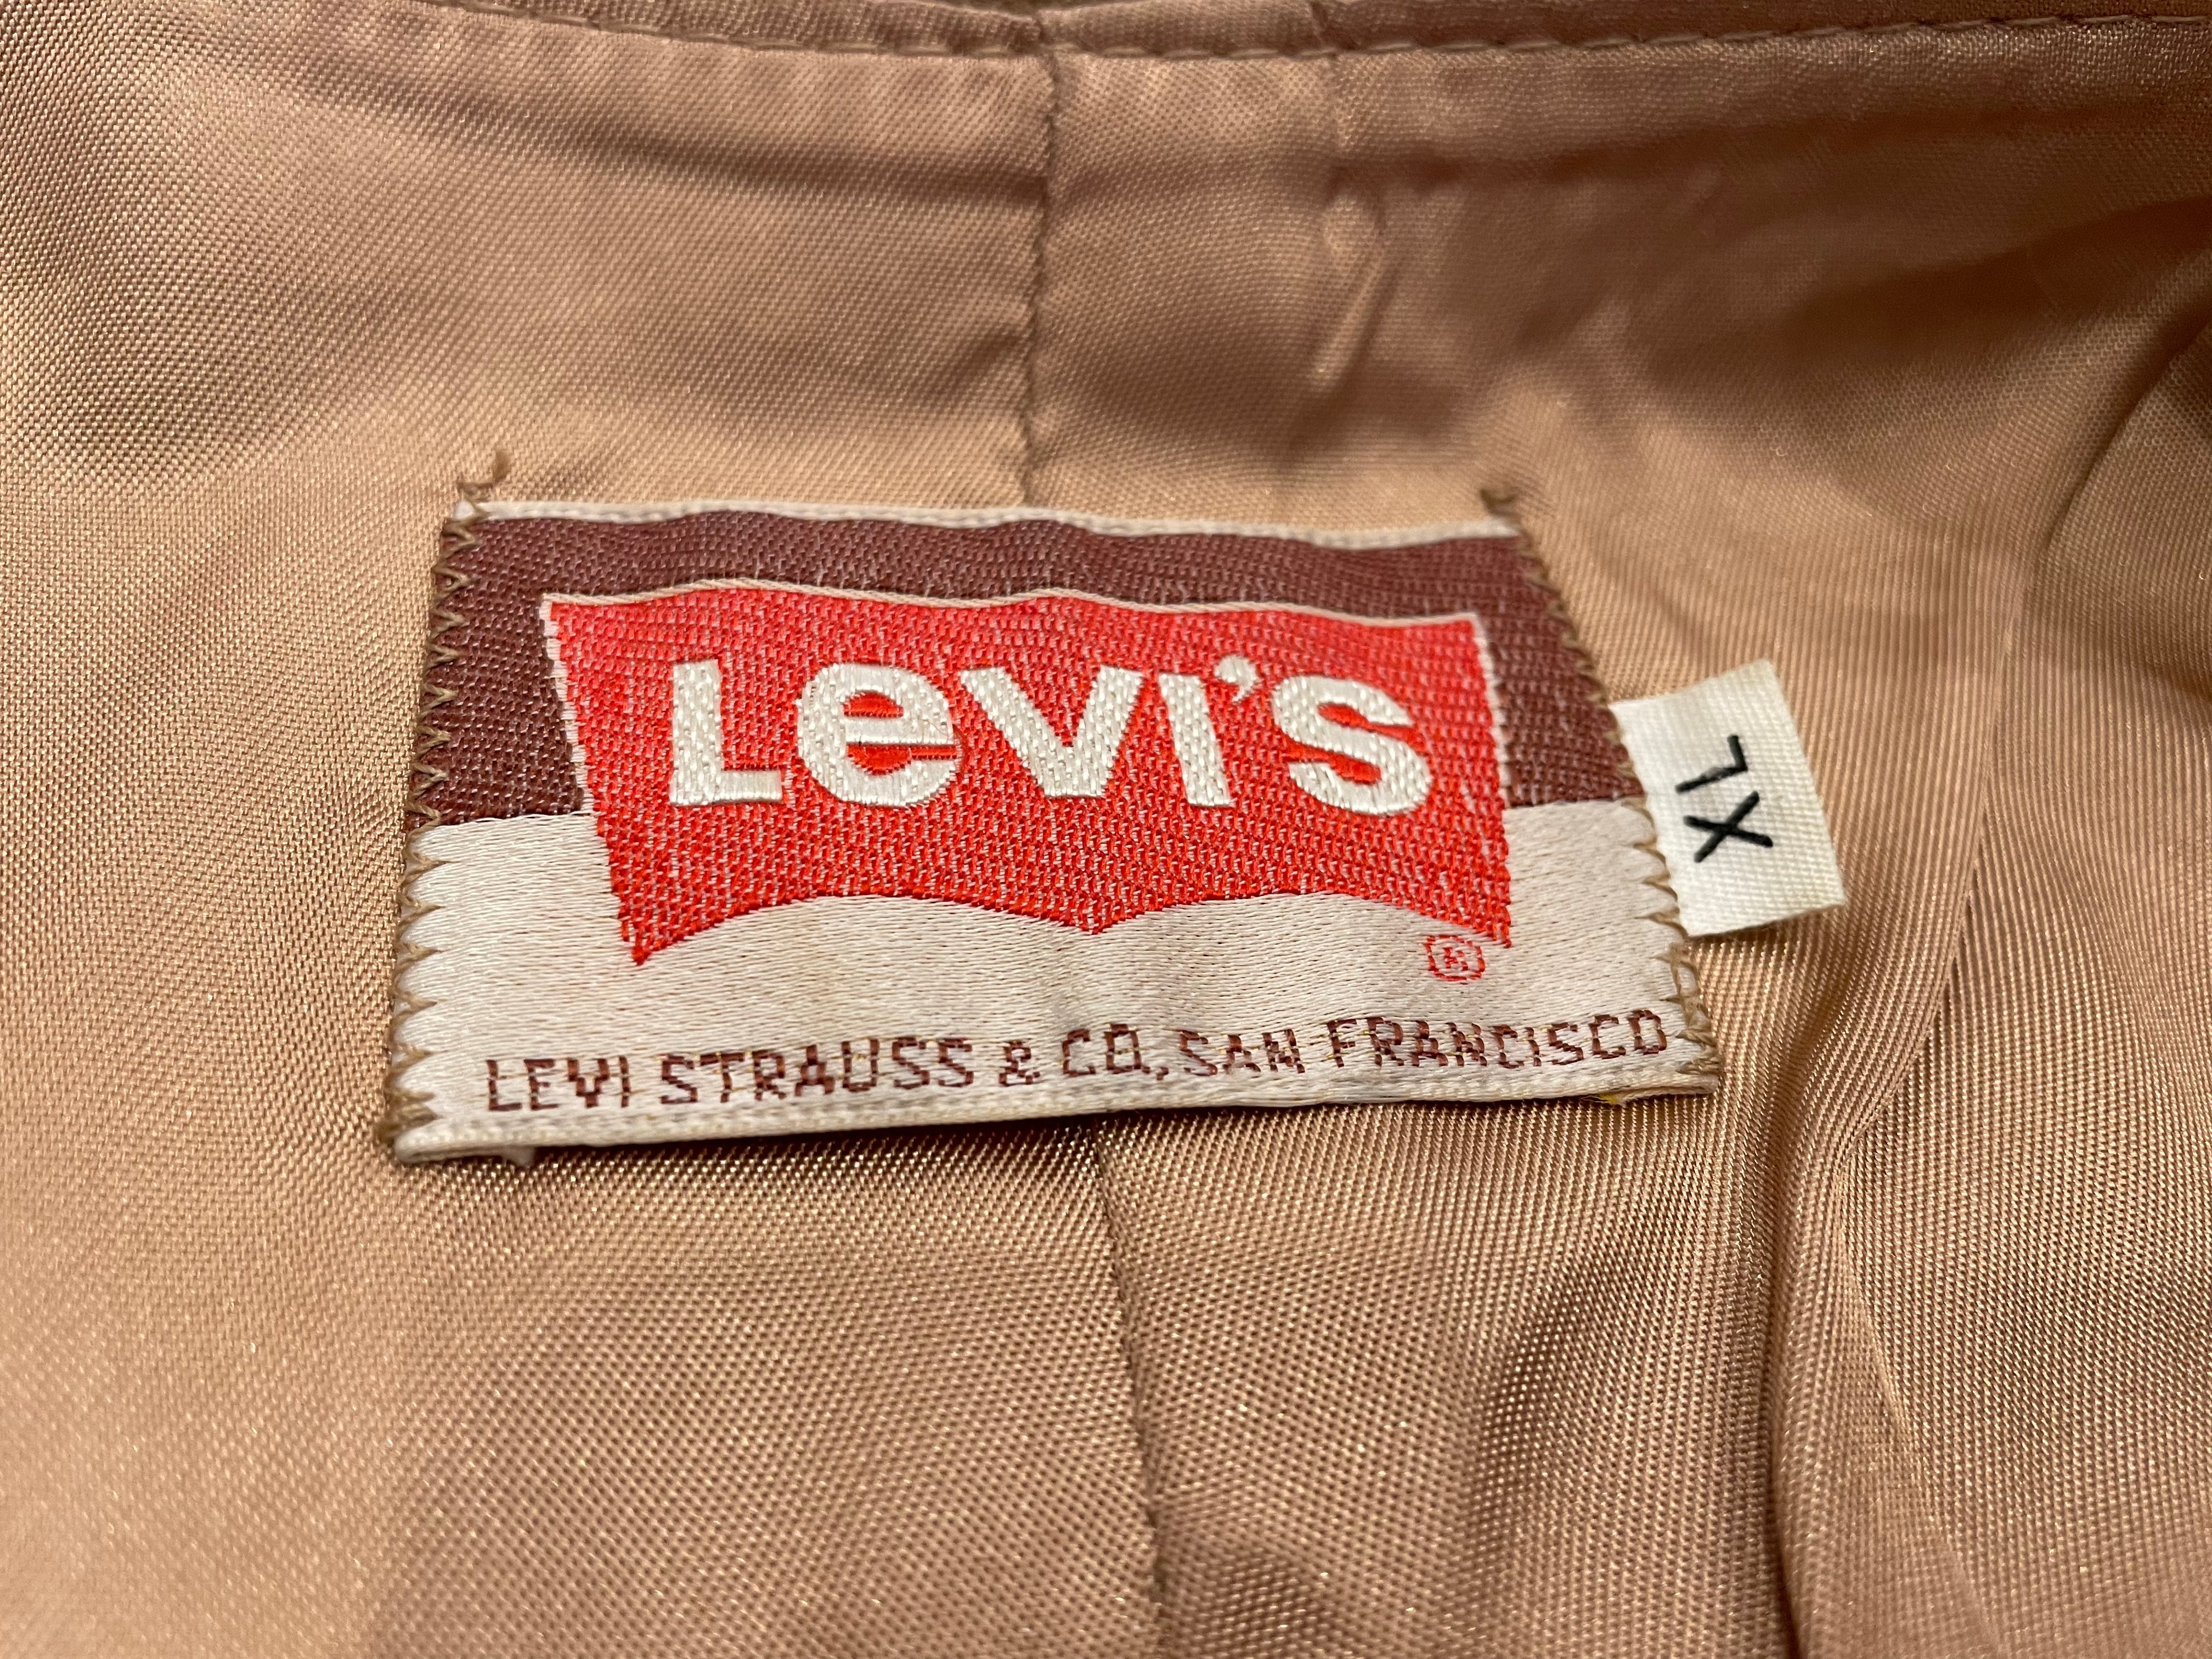 Levi's
®
LEVI STRAUSS & CO., SAN FRANCISCO
XL